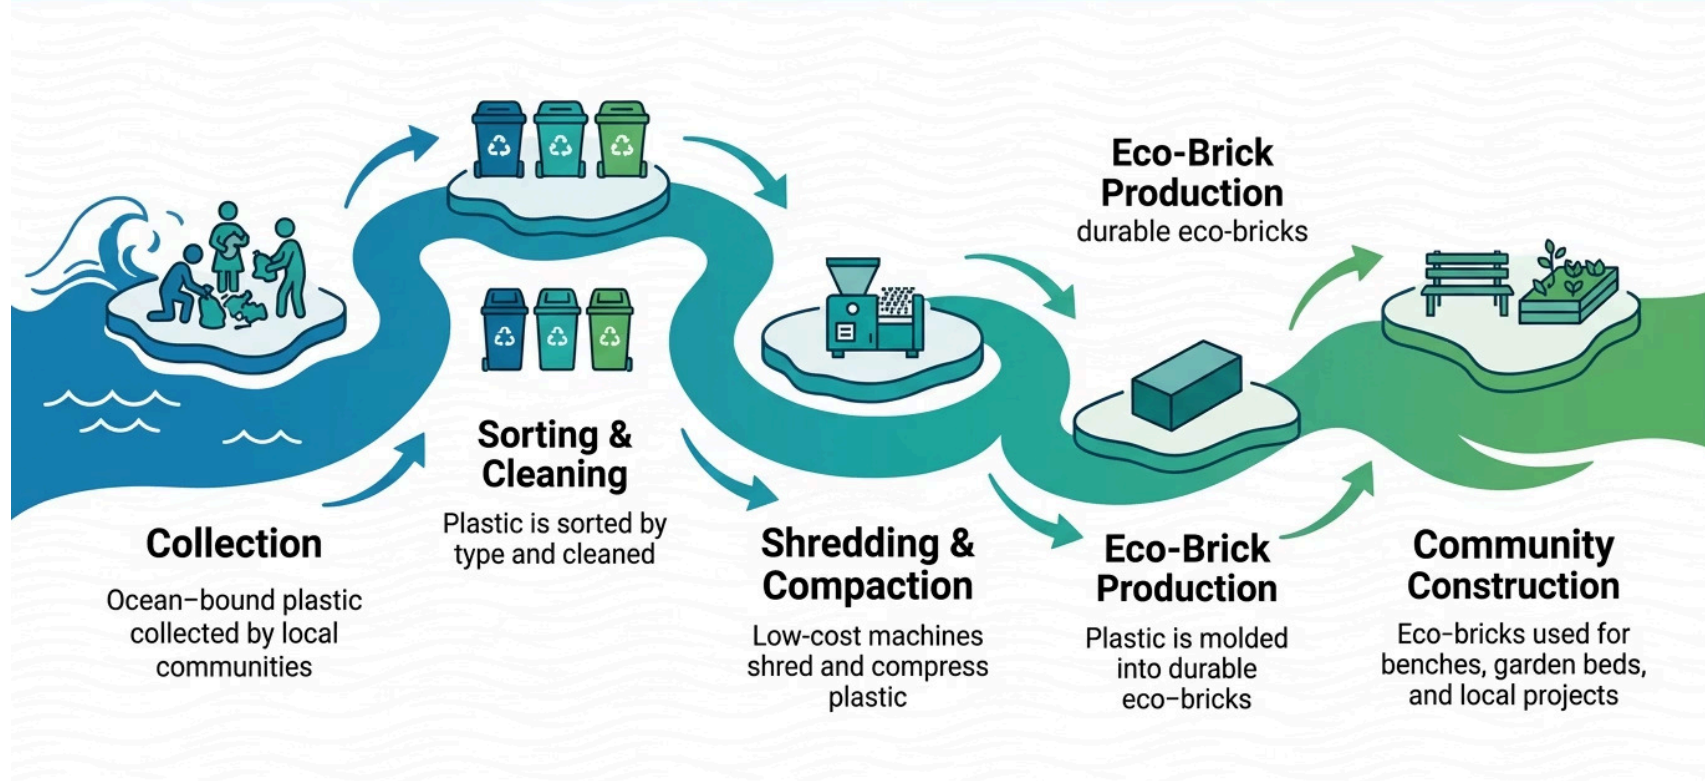 Collection
Ocean–bound plastic
collected by local
communities
Sorting &
Cleaning
Plastic is sorted by
type and cleaned
Shredding &
Compaction
Low-cost machines
shred and compress
plastic
Eco-Brick
Production
durable eco-bricks
Eco-Brick
Production
Plastic is molded
into durable
eco–bricks
Community
Construction
Eco-bricks used for
benches, garden beds,
and local projects